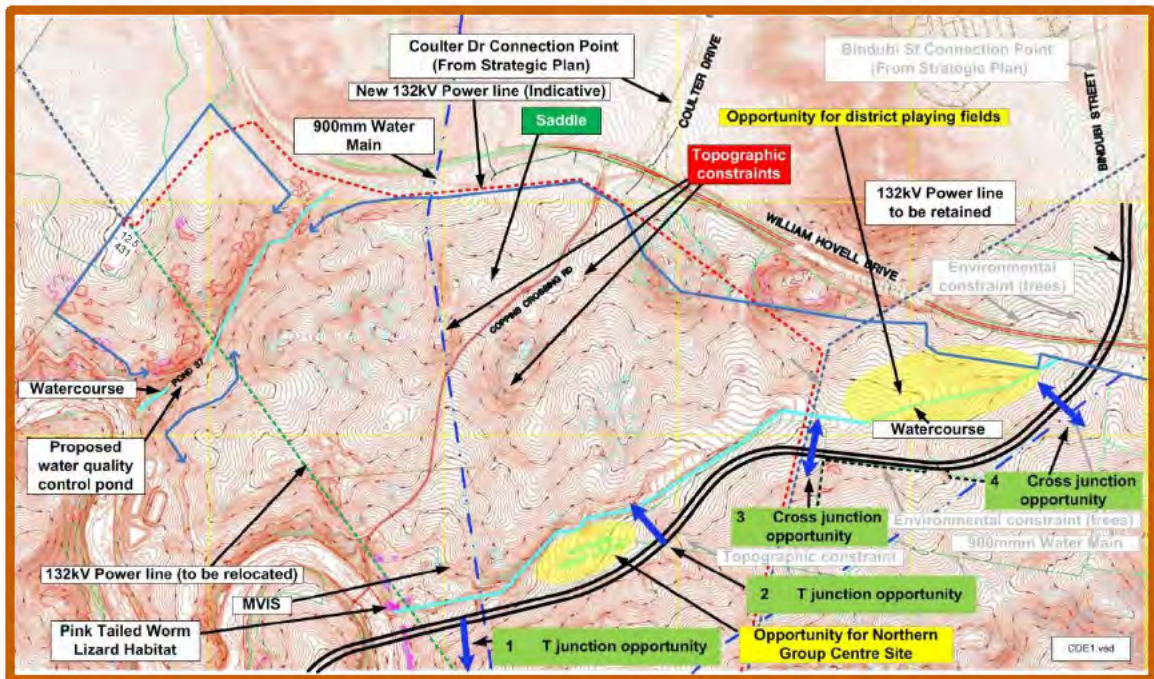 Coulter Dr Connection Point
(From Strategic Plan)
COULTER DRIVE
Bindubi St Connection Point
(From Strategic Plan)
BINDUBI STREET
New 132kV Power line (Indicative)
900mm Water
Main
Saddle
Opportunity for district playing fields
Topographic
constraints
132kV Power line
to be retained
WILLIAM HOVELL DRIVE
Environmental
constraint (trees)
12.5
431
COPPINS CROSSING RD
Watercourse
POND ST
Proposed
water quality
control pond
Watercourse
4 Cross junction
opportunity
3 Cross junction
opportunity
Environmental constraint (trees)
900mmm Water Main
Topographic constraint
132kV Power line (to be relocated)
MVIS
2 T junction opportunity
Pink Tailed Worm
Lizard Habitat
1 T junction opportunity
Opportunity for Northern
Group Centre Site
CDE1.vsd